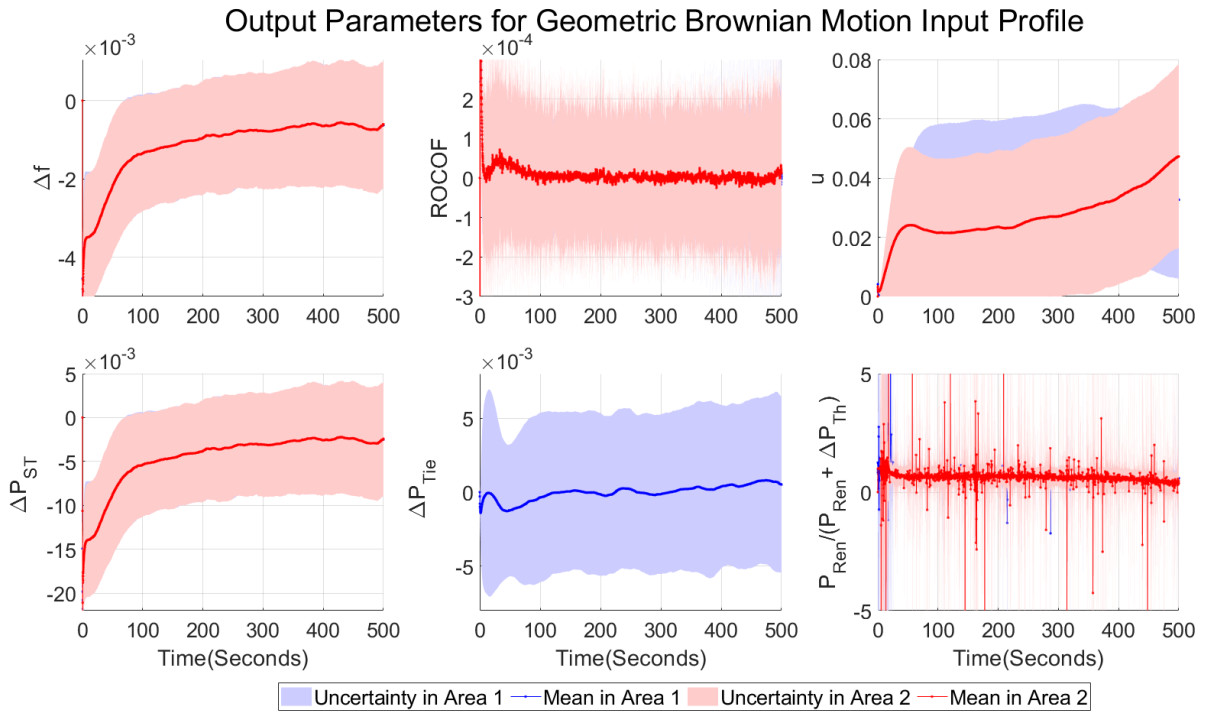 Output Parameters for Geometric Brownian Motion Input Profile
×10⁻³
0
-2
-4
Δf
0 100 200 300 400 500
×10⁻⁴
2
1
0
-1
-2
-3
ROCOF
0 100 200 300 400 500
0.08
0.06
0.04
0.02
0
u
0 100 200 300 400 500
×10⁻³
5
0
-5
-10
-15
-20
ΔP_ST
0 100 200 300 400 500
Time(Seconds)
×10⁻³
5
0
-5
ΔP_Tie
0 100 200 300 400 500
Time(Seconds)
5
0
-5
P_Ren/(P_Ren + ΔP_Th)
0 100 200 300 400 500
Time(Seconds)
Uncertainty in Area 1 Mean in Area 1 Uncertainty in Area 2 Mean in Area 2